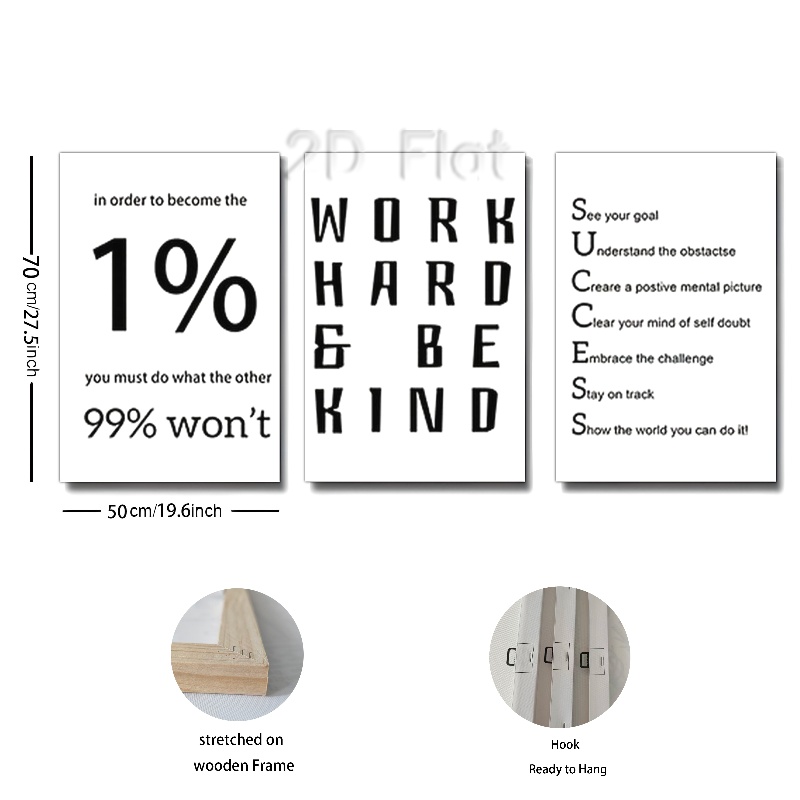 2D Flat
in order to become the
1%
you must do what the other
99% won't
WORK
HARD
& BE
KIND
See your goal
Understand the obstactse
Creare a postive mental picture
Clear your mind of self doubt
Embrace the challenge
Stay on track
Show the world you can do it!
70 cm/27.5inch
50cm/19.6inch
stretched on
wooden Frame
Hook
Ready to Hang